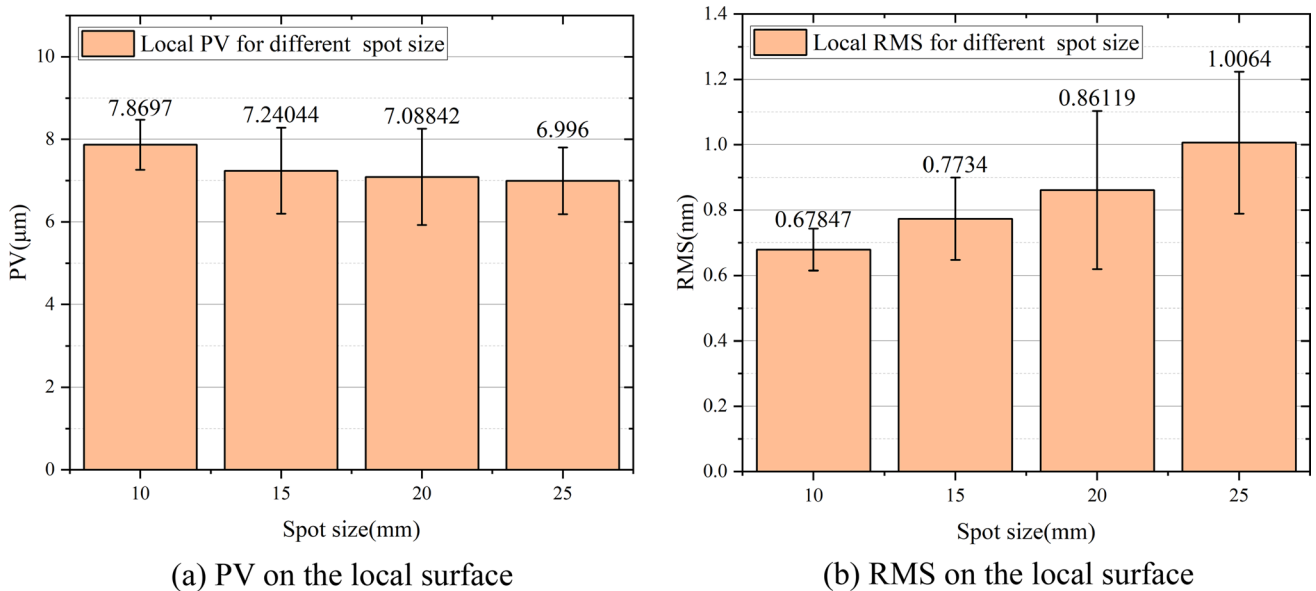 Local PV for different spot size
10
8
6
4
2
0
PV(μm)
7.8697
7.24044
7.08842
6.996
10 15 20 25
Spot size(mm)
(a) PV on the local surface
Local RMS for different spot size
1.4
1.2
1.0
0.8
0.6
0.4
0.2
0.0
RMS(nm)
0.67847
0.7734
0.86119
1.0064
10 15 20 25
Spot size(mm)
(b) RMS on the local surface